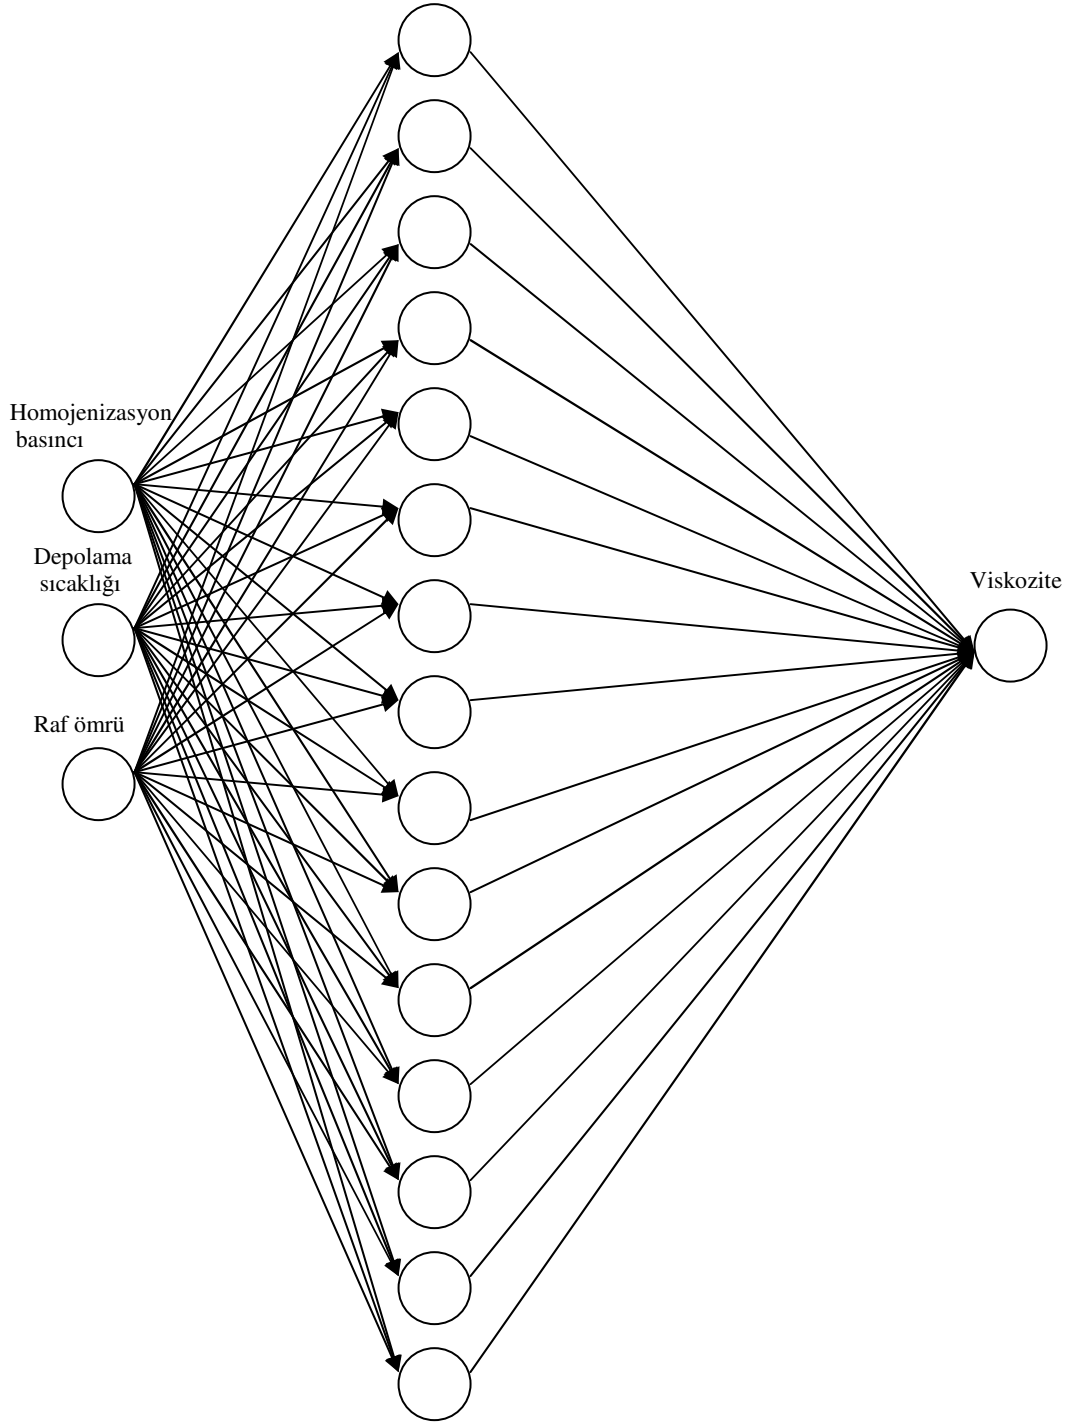 Homojenizasyon
basıncı
Depolama
sıcaklığı
Viskozite
Raf ömrü